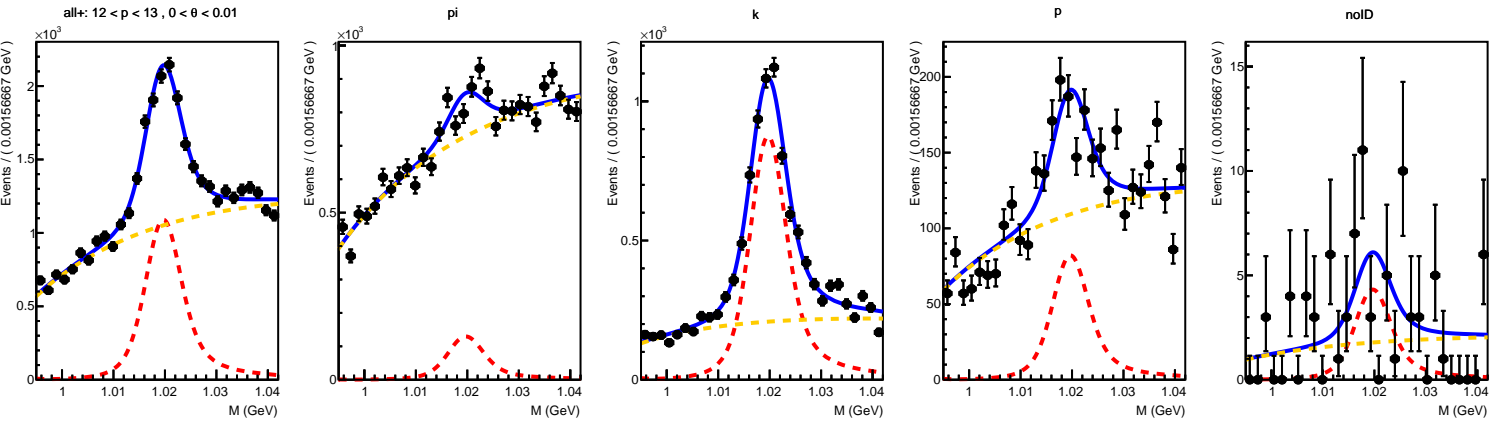 all+: 12 < p < 13 , 0 < θ < 0.01
×10³
Events / ( 0.00156667 GeV )
2
1.5
1
0.5
0
1 1.01 1.02 1.03 1.04
M (GeV)
pi
×10³
Events / ( 0.00156667 GeV )
1
0.5
0
1 1.01 1.02 1.03 1.04
M (GeV)
k
×10³
Events / ( 0.00156667 GeV )
1
0.5
0
1 1.01 1.02 1.03 1.04
M (GeV)
p
Events / ( 0.00156667 GeV )
200
150
100
50
0
1 1.01 1.02 1.03 1.04
M (GeV)
noID
Events / ( 0.00156667 GeV )
15
10
5
0
1 1.01 1.02 1.03 1.04
M (GeV)